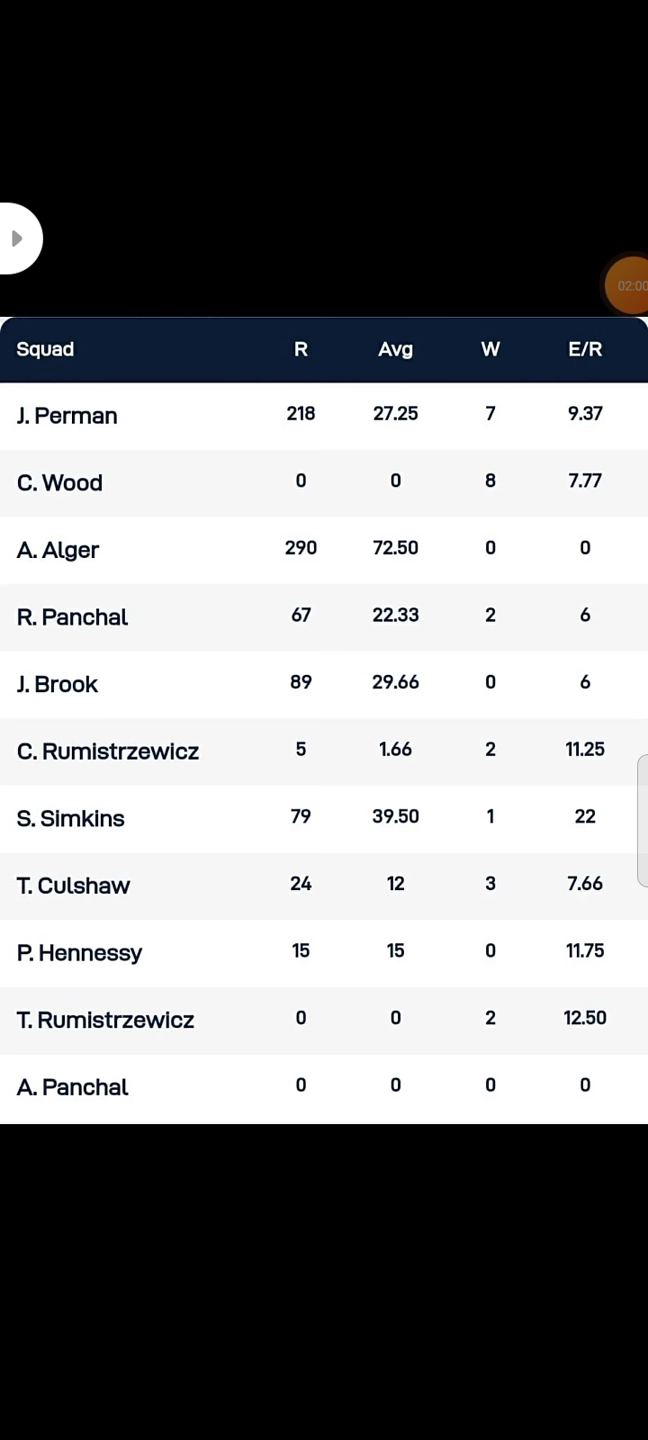 02:00
Squad R Avg W E/R
J. Perman 218 27.25 7 9.37
C. Wood 0 0 8 7.77
A. Alger 290 72.50 0 0
R. Panchal 67 22.33 2 6
J. Brook 89 29.66 0 6
C. Rumistrzewicz 5 1.66 2 11.25
S. Simkins 79 39.50 1 22
T. Culshaw 24 12 3 7.66
P. Hennessy 15 15 0 11.75
T. Rumistrzewicz 0 0 2 12.50
A. Panchal 0 0 0 0